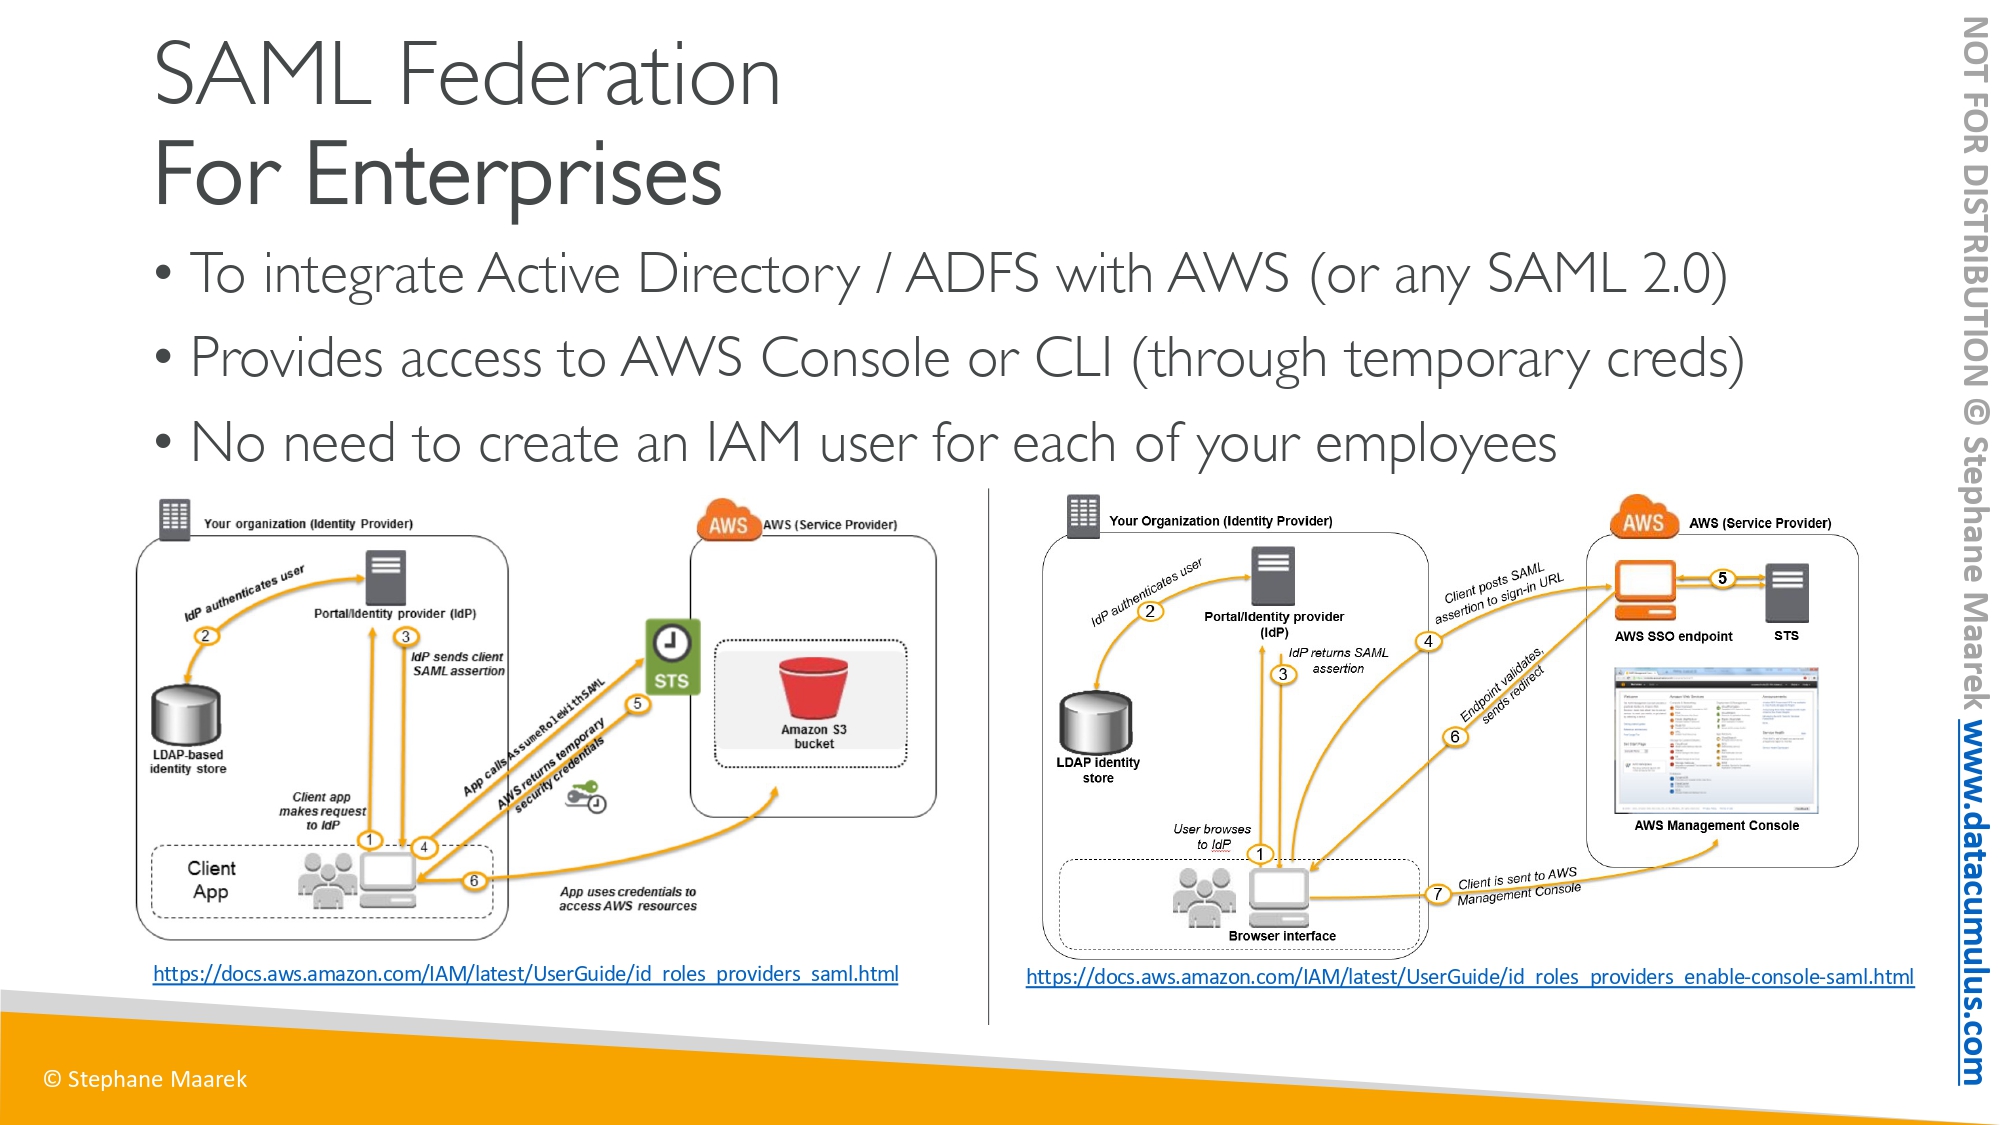 SAML Federation
For Enterprises
• To integrate Active Directory / ADFS with AWS (or any SAML 2.0)
• Provides access to AWS Console or CLI (through temporary creds)
• No need to create an IAM user for each of your employees
Your organization (Identity Provider)
AWS
AWS (Service Provider)
IdP authenticates user
2
Portal/Identity provider (IdP)
3
IdP sends client
SAML assertion
STS
LDAP-based
identity store
App calls AssumeRoleWithSAML
5
AWS returns temporary
security credentials
Amazon S3
bucket
Client app
makes request
to IdP
1
4
Client
App
6
App uses credentials to
access AWS resources
https://docs.aws.amazon.com/IAM/latest/UserGuide/id_roles_providers_saml.html
Your Organization (Identity Provider)
AWS
AWS (Service Provider)
IdP authenticates user
2
Portal/Identity provider
(IdP)
IdP returns SAML
assertion
3
Client posts SAML
assertion to sign-in URL
4
5
AWS SSO endpoint
STS
Endpoint validates,
sends redirect
6
LDAP identity
store
AWS Management Console
User browses
to IdP
1
7
Client is sent to AWS
Management Console
Browser interface
https://docs.aws.amazon.com/IAM/latest/UserGuide/id_roles_providers_enable-console-saml.html
© Stephane Maarek
NOT FOR DISTRIBUTION © Stephane Maarek www.datacumulus.com